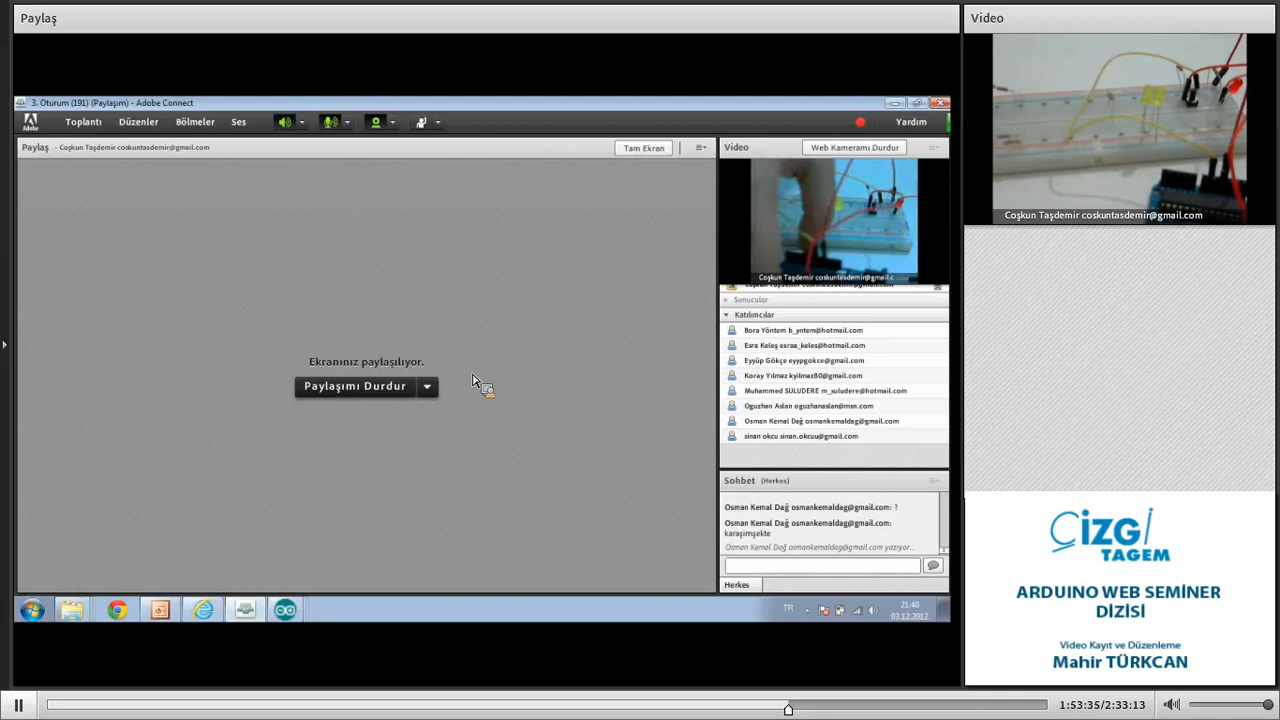 Paylaş
Video
3. Oturum (191) (Paylaşım) - Adobe Connect
Toplantı Düzenler Bölmeler Ses Yardım
Paylaş - Coşkun Taşdemir coskuntasdemir@gmail.com Tam Ekran
Video Web Kameramı Durdur
Coşkun Taşdemir coskuntasdemir@gmail.c...
Coşkun Taşdemir coskuntasdemir@gmail.com
Sunucular
Katılımcılar
Bora Yöntem b_yntem@hotmail.com
Esra Keleş esraa_keles@hotmail.com
Eyyüp Gökçe eyypgokce@gmail.com
Koray Yılmaz kyilmaz80@gmail.com
Muhammed SULUDERE m_suludere@hotmail.com
Oguzhan Aslan oguzhanaslan@msn.com
Osman Kemal Dağ osmankemaldag@gmail.com
sinan okcu sinan.okcuu@gmail.com
Ekranınız paylaşılıyor.
Paylaşımı Durdur
Sohbet (Herkes)
Osman Kemal Dağ osmankemaldag@gmail.com: ?
Osman Kemal Dağ osmankemaldag@gmail.com:
karaşimşekte
Osman Kemal Dağ osmankemaldag@gmail.com yazıyor...
Herkes
TR
21:40
03.12.2012
Coşkun Taşdemir coskuntasdemir@gmail.com
ÇİZGİ
TAGEM
ARDUINO WEB SEMİNER
DİZİSİ
Video Kayıt ve Düzenleme
Mahir TÜRKCAN
1:53:35/2:33:13